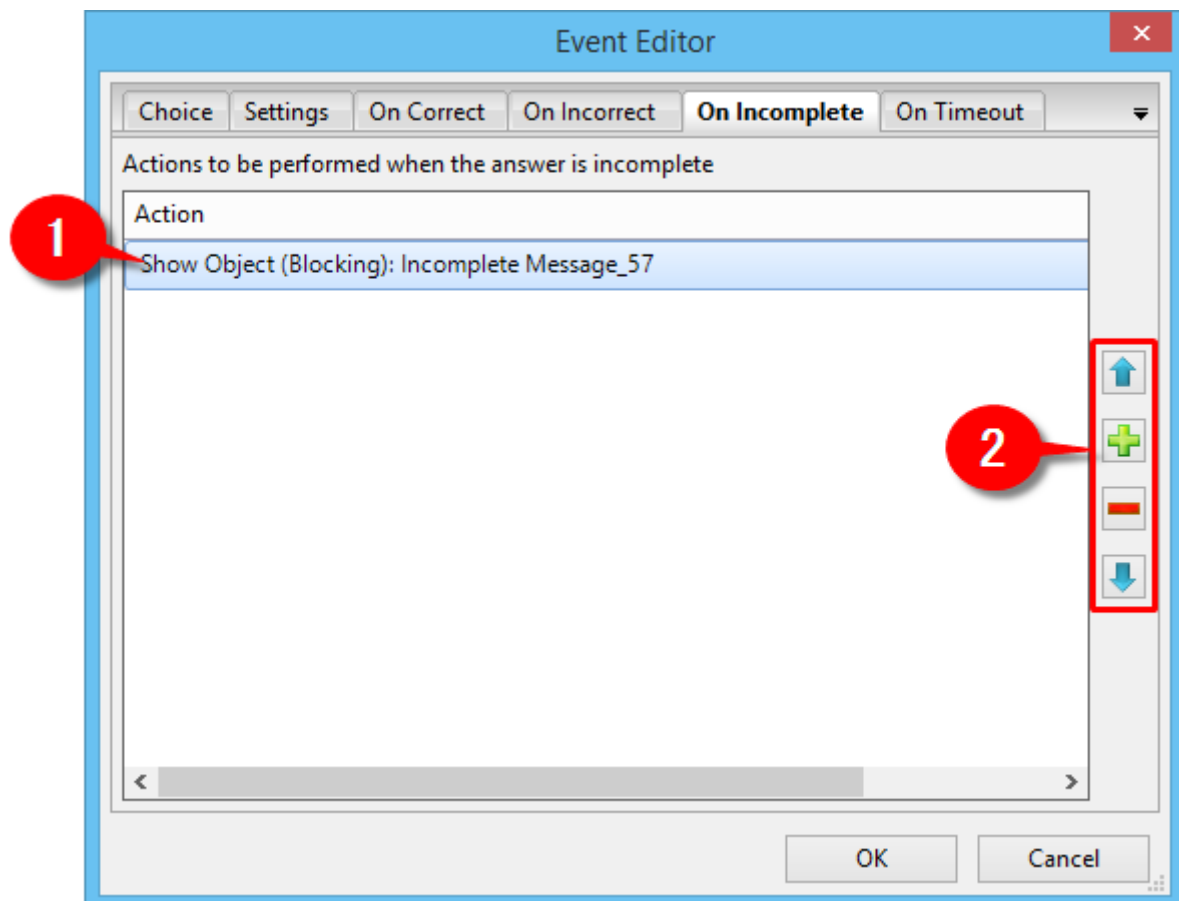 Event Editor
Choice Settings On Correct On Incorrect On Incomplete On Timeout
Actions to be performed when the answer is incomplete
Action
1
Show Object (Blocking): Incomplete Message_57
2
OK Cancel